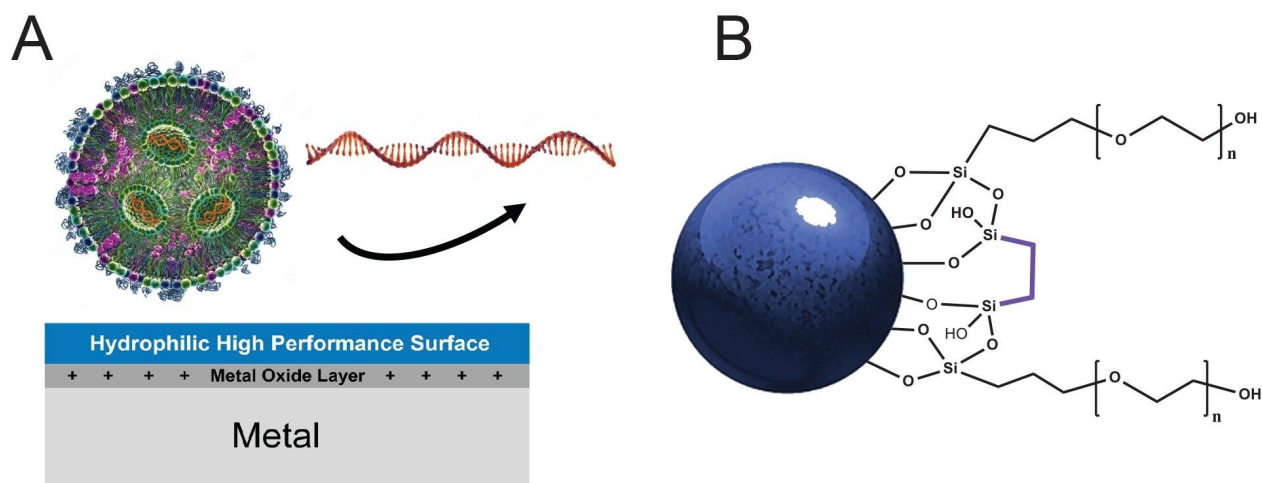 A
B
Hydrophilic High Performance Surface
+ + + + Metal Oxide Layer + + + +
Metal
O
n
OH
O
Si
O
O
HO
Si
O
O
Si
HO
O
O
Si
O
O
n
OH